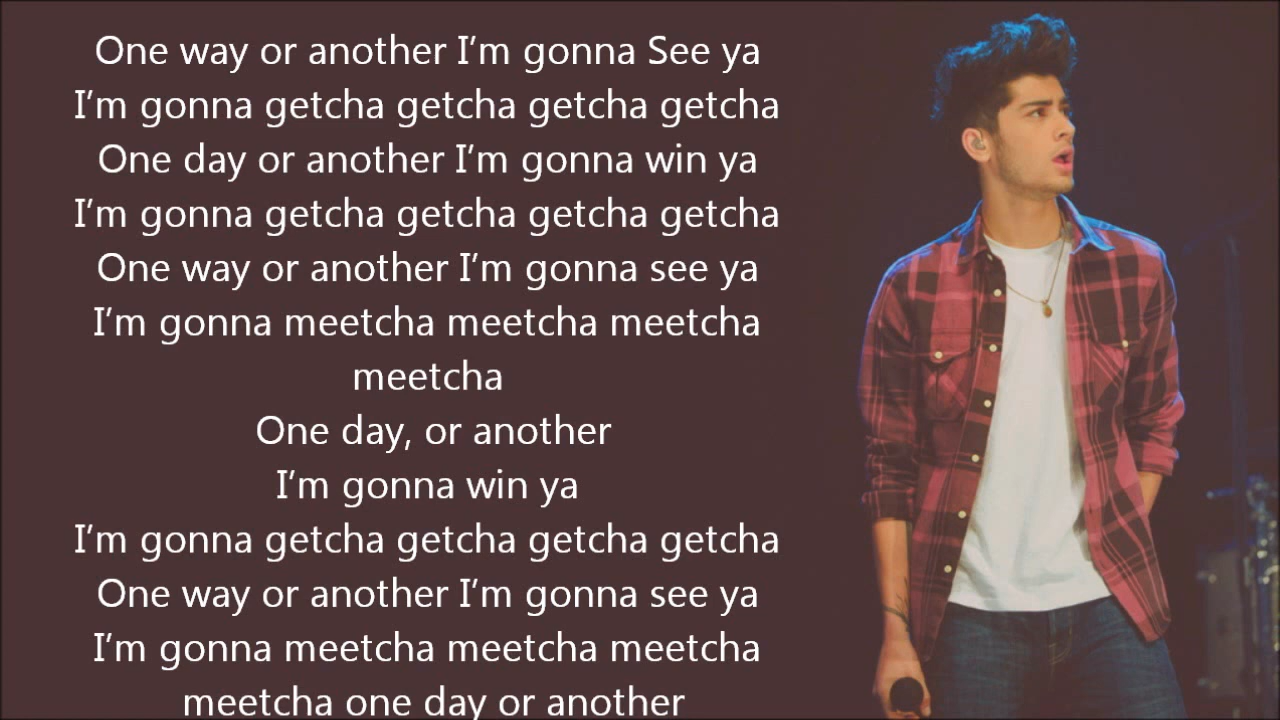 One way or another I’m gonna See ya
I’m gonna getcha getcha getcha getcha
One day or another I’m gonna win ya
I’m gonna getcha getcha getcha getcha
One way or another I’m gonna see ya
I’m gonna meetcha meetcha meetcha
meetcha
One day, or another
I’m gonna win ya
I’m gonna getcha getcha getcha getcha
One way or another I’m gonna see ya
I’m gonna meetcha meetcha meetcha
meetcha one day or another